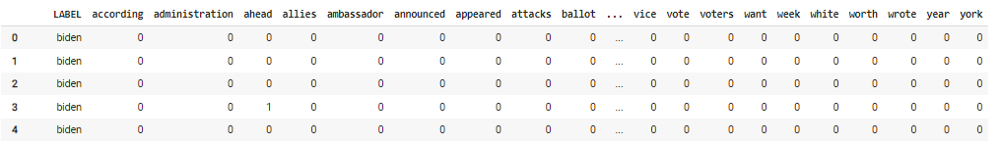 LABEL according administration ahead allies ambassador announced appeared attacks ballot ... vice vote voters want week white worth wrote year york
0 biden 0 0 0 0 0 0 0 0 0 ... 0 0 0 0 0 0 0 0 0 0
1 biden 0 0 0 0 0 0 0 0 0 ... 0 0 0 0 0 0 0 0 0 0
2 biden 0 0 0 0 0 0 0 0 0 ... 0 0 0 0 0 0 0 0 0 0
3 biden 0 0 1 0 0 0 0 0 0 ... 0 0 0 0 0 0 0 0 0 0
4 biden 0 0 0 0 0 0 0 0 0 ... 0 0 0 0 0 0 0 0 0 0